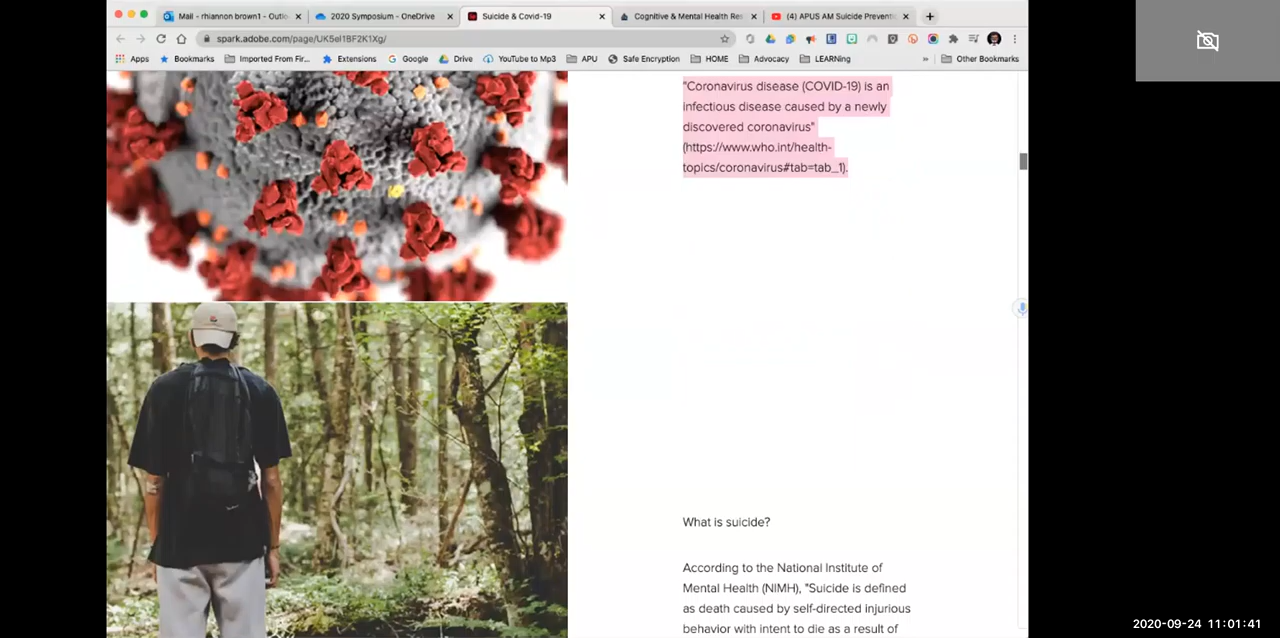 Mail - rhiannon brown1 - Outlo
2020 Symposium - OneDrive
Suicide & Covid-19
Cognitive & Mental Health Res
(4) APUS AM Suicide Preventi
spark.adobe.com/page/UK5el1BF2K1Xg/
Apps
Bookmarks
Imported From Fir...
Extensions
Google
Drive
YouTube to Mp3
APU
Safe Encryption
HOME
Advocacy
LEARNing
»
Other Bookmarks
"Coronavirus disease (COVID-19) is an
infectious disease caused by a newly
discovered coronavirus"
(https://www.who.int/health-
topics/coronavirus#tab=tab_1).
What is suicide?
According to the National Institute of
Mental Health (NIMH), "Suicide is defined
as death caused by self-directed injurious
behavior with intent to die as a result of
2020-09-24 11:01:41